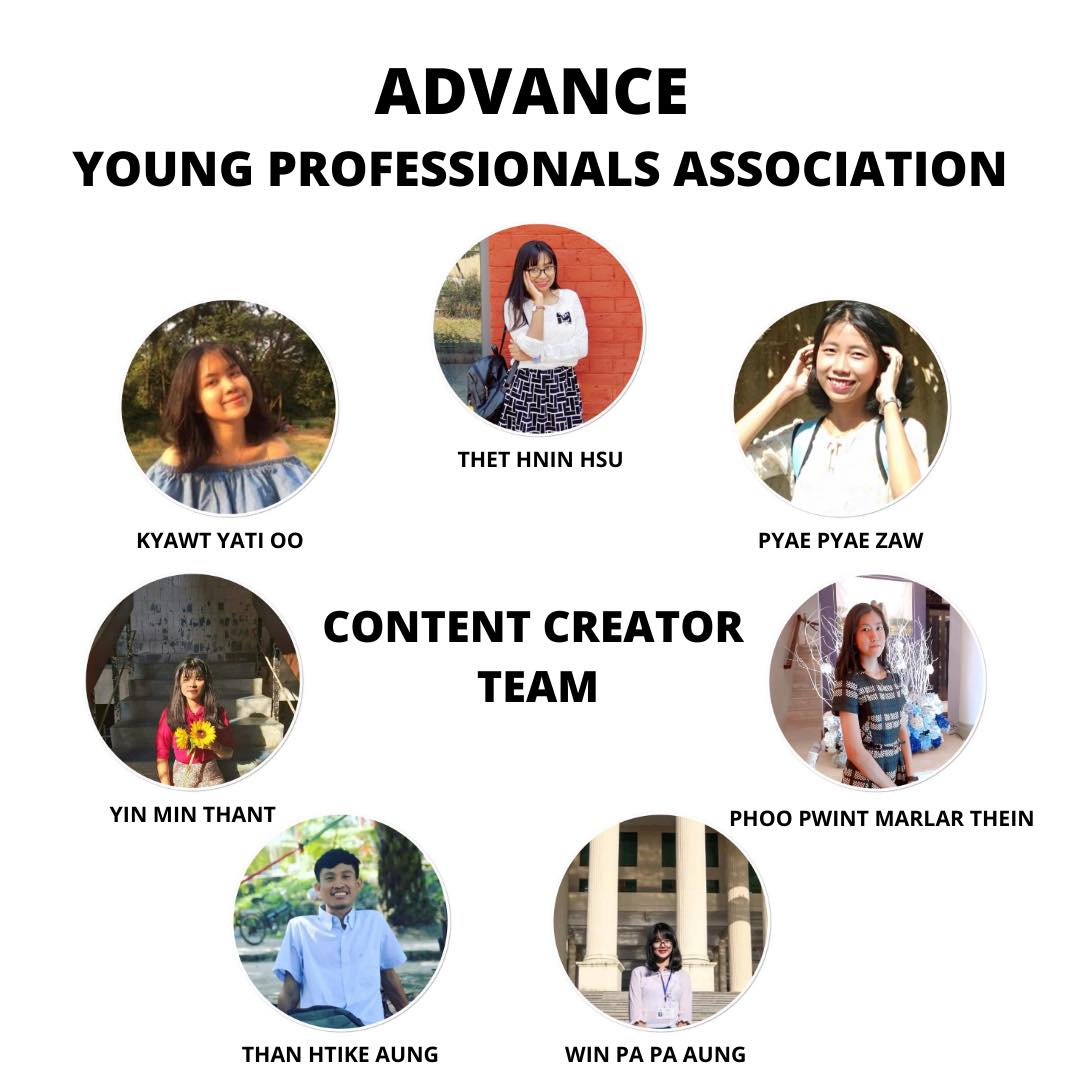 ADVANCE
YOUNG PROFESSIONALS ASSOCIATION
THET HNIN HSU
KYAWT YATI OO
PYAE PYAE ZAW
CONTENT CREATOR
TEAM
YIN MIN THANT
PHOO PWINT MARLAR THEIN
THAN HTIKE AUNG
WIN PA PA AUNG